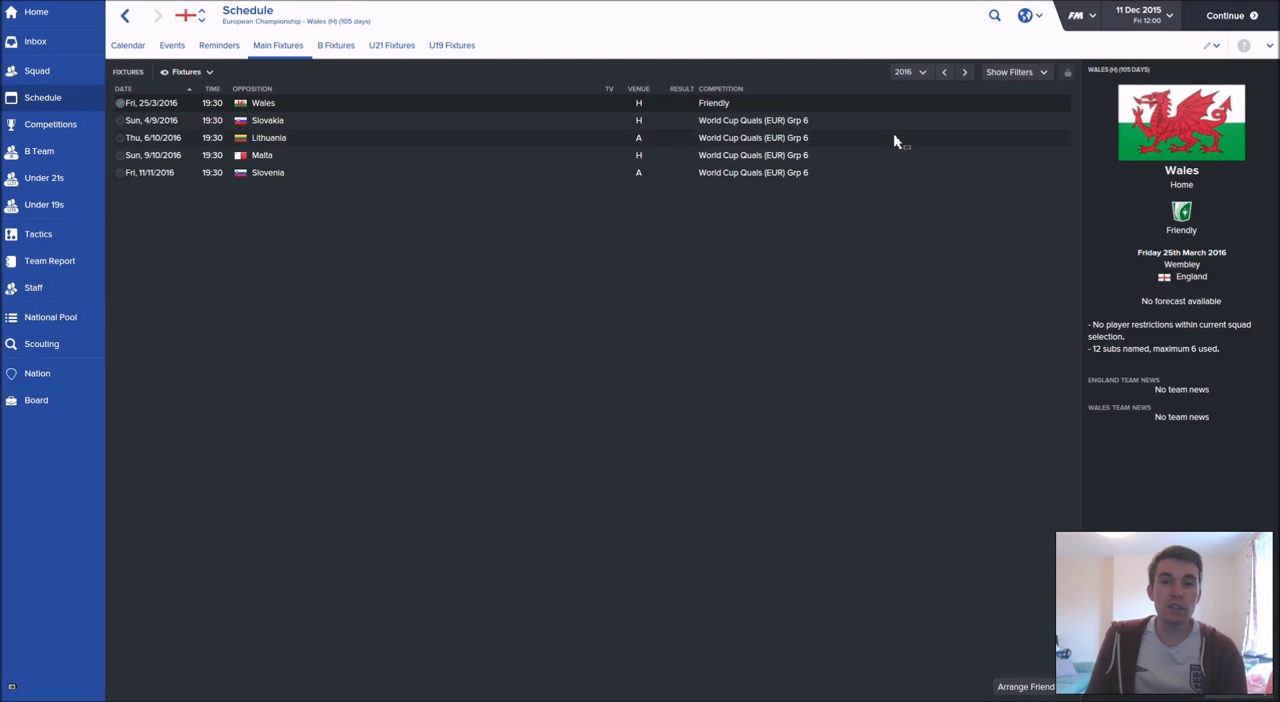 Home
Inbox
Squad
Schedule
Competitions
B Team
Under 21s
Under 19s
Tactics
Team Report
Staff
National Pool
Scouting
Nation
Board
Schedule
European Championship - Wales (H) (105 days)
FM
11 Dec 2015
Fri 12:00
Continue
Calendar Events Reminders Main Fixtures B Fixtures U21 Fixtures U19 Fixtures
FIXTURES Fixtures 2016 Show Filters
DATE TIME OPPOSITION TV VENUE RESULT COMPETITION
Fri, 25/3/2016 19:30 Wales H Friendly
Sun, 4/9/2016 19:30 Slovakia H World Cup Quals (EUR) Grp 6
Thu, 6/10/2016 19:30 Lithuania A World Cup Quals (EUR) Grp 6
Sun, 9/10/2016 19:30 Malta H World Cup Quals (EUR) Grp 6
Fri, 11/11/2016 19:30 Slovenia A World Cup Quals (EUR) Grp 6
WALES (H) (105 DAYS)
Wales
Home
Friendly
Friday 25th March 2016
Wembley
England
No forecast available
- No player restrictions within current squad
selection.
- 12 subs named, maximum 6 used.
ENGLAND TEAM NEWS
No team news
WALES TEAM NEWS
No team news
Arrange Friend